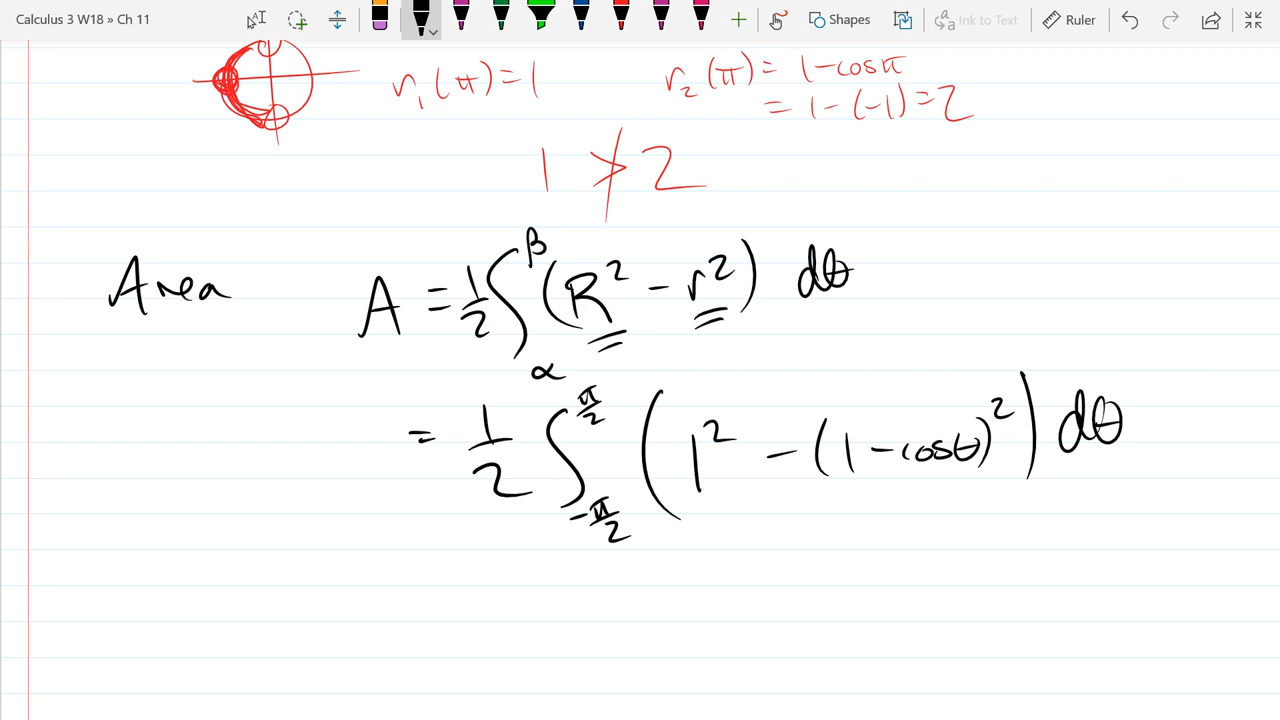 Calculus 3 W18 » Ch 11
Shapes
Ink to Text
Ruler
r₁(π) = 1
r₂(π) = 1-cosπ
= 1-(-1) = 2
1 ≯ 2
Area A = 1/2 ∫_α^β (R² - r²) dθ
= 1/2 ∫_{-π/2}^{π/2} (1² - (1-cosθ)²) dθ